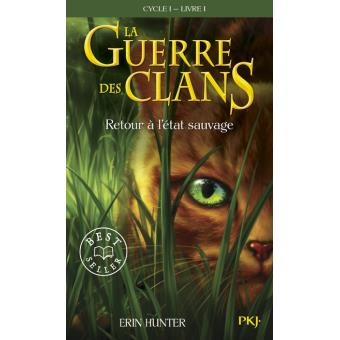 CYCLE I – LIVRE I
LA
GUERRE
DES CLANS
Retour à l'état sauvage
BEST
SELLER
ERIN HUNTER
PKJ·